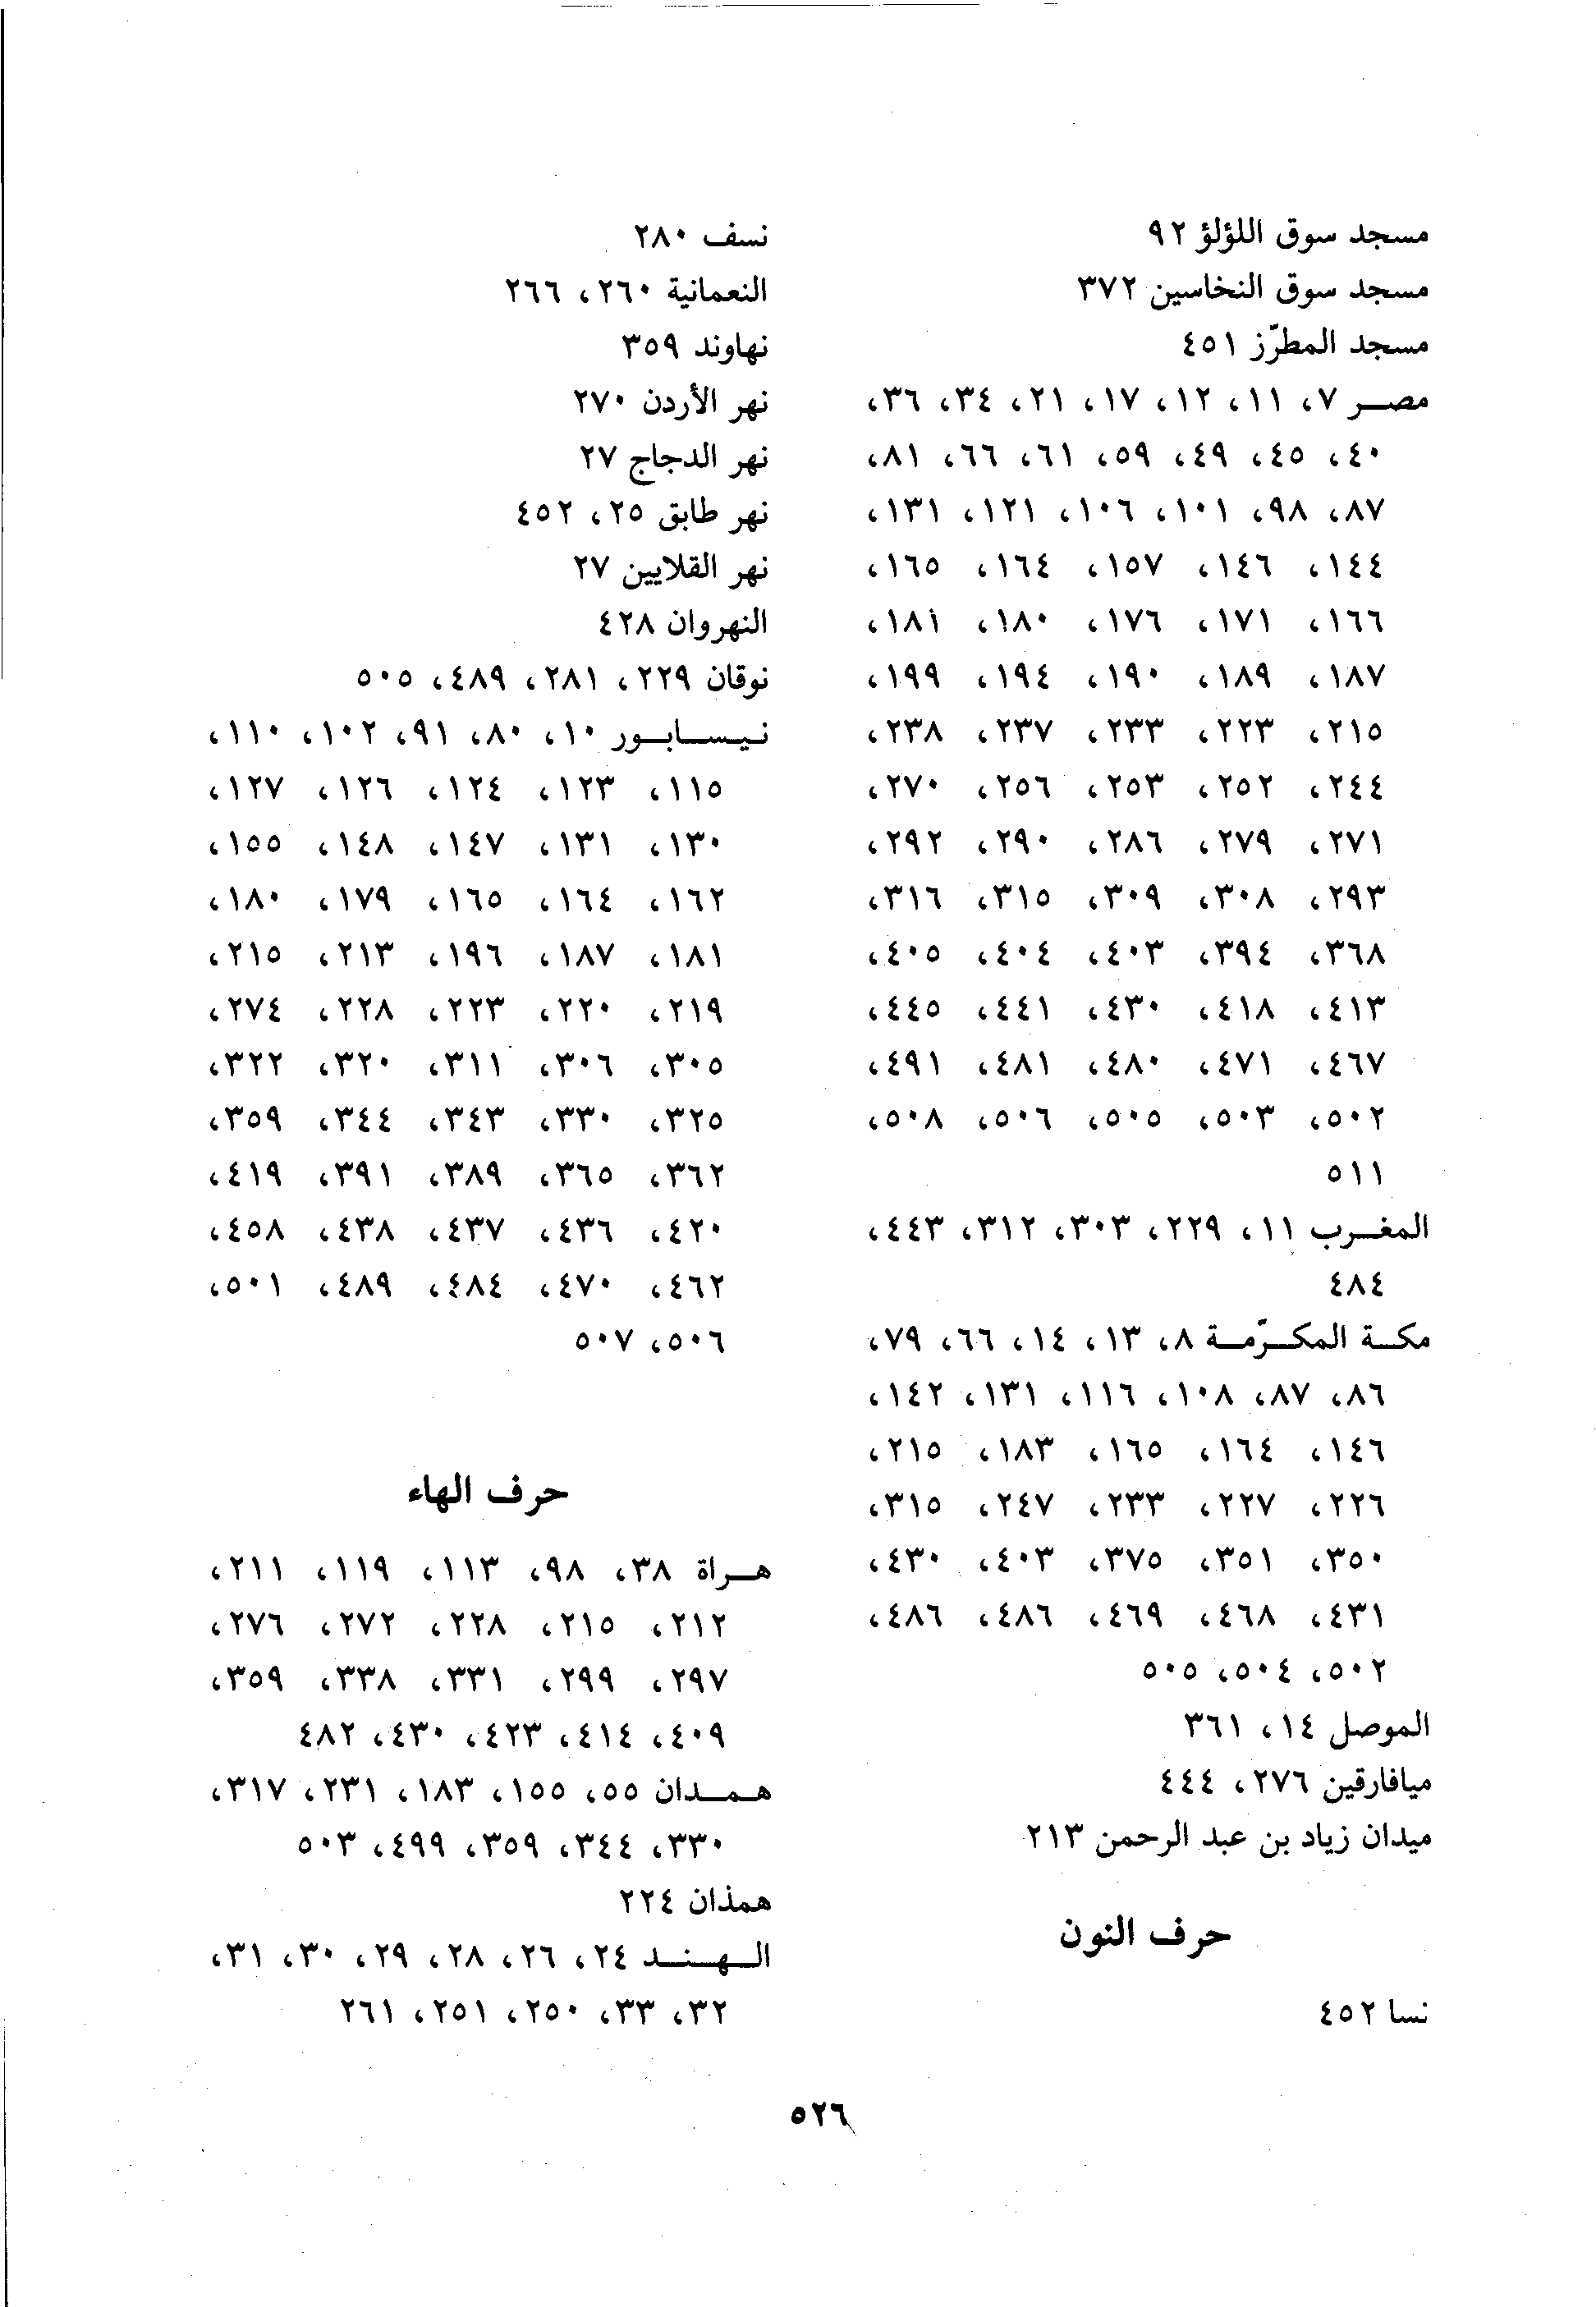 مسجد سوق اللؤلؤ ٩٢
مسجد سوق النخاسين ٣٧٢
مسجد المطرّز ٤٥١
مصر ٧، ١١، ١٢، ١٧، ٢١، ٣٤، ٣٦،
٤٠، ٤٥، ٤٩، ٥٩، ٦١، ٦٦، ٨١،
٨٧، ٩٨، ١٠١، ١٠٦، ١٢١، ١٣١،
١٤٤، ١٤٦، ١٥٧، ١٦٤، ١٦٥،
١٦٦، ١٧١، ١٧٦، ١٨٠، ١٨١،
١٨٧، ١٨٩، ١٩٠، ١٩٤، ١٩٩،
٢١٥، ٢٢٣، ٢٣٣، ٢٣٧، ٢٣٨،
٢٤٤، ٢٥٢، ٢٥٣، ٢٥٦، ٢٧٠،
٢٧١، ٢٧٩، ٢٨٦، ٢٩٠، ٢٩٢،
٢٩٣، ٣٠٨، ٣٠٩، ٣١٥، ٣١٦،
٣٦٨، ٣٩٤، ٤٠٣، ٤٠٤، ٤٠٥،
٤١٣، ٤١٨، ٤٣٠، ٤٤١، ٤٤٥،
٤٦٧، ٤٧١، ٤٨٠، ٤٨١، ٤٩١،
٥٠٢، ٥٠٣، ٥٠٥، ٥٠٦، ٥٠٨،
٥١١
المغرب ١١، ٢٢٩، ٣٠٣، ٣١٢، ٤٤٣،
٤٨٤
مكة المكرّمة ٨، ١٣، ١٤، ٦٦، ٧٩،
٨٦، ٨٧، ١٠٨، ١١٦، ١٣١، ١٤٢،
١٤٦، ١٦٤، ١٦٥، ١٨٣، ٢١٥،
٢٢٦، ٢٢٧، ٢٣٣، ٢٤٧، ٣١٥،
٣٥٠، ٣٥١، ٣٧٥، ٤٠٣، ٤٣٠،
٤٣١، ٤٦٨، ٤٦٩، ٤٨٦، ٤٨٦،
٥٠٢، ٥٠٤، ٥٠٥
الموصل ١٤، ٣٦١
ميافارقين ٢٧٦، ٤٤٤
ميدان زياد بن عبد الرحمن ٢١٣
حرف النون
نسا ٤٥٢
نسف ٢٨٠
النعمانية ٢٦٠، ٢٦٦
نهاوند ٣٥٩
نهر الأردن ٢٧٠
نهر الدجاج ٢٧
نهر طابق ٢٥، ٤٥٢
نهر القلايين ٢٧
النهروان ٤٢٨
نوقان ٢٢٩، ٢٨١، ٤٨٩، ٥٠٥
نيسابور ١٠، ٨٠، ٩١، ١٠٢، ١١٠،
١١٥، ١٢٣، ١٢٤، ١٢٦، ١٢٧،
١٣٠، ١٣١، ١٤٧، ١٤٨، ١٥٥،
١٦٢، ١٦٤، ١٦٥، ١٧٩، ١٨٠،
١٨١، ١٨٧، ١٩٦، ٢١٣، ٢١٥،
٢١٩، ٢٢٠، ٢٢٣، ٢٢٨، ٢٧٤،
٣٠٥، ٣٠٦، ٣١١، ٣٢٠، ٣٢٢،
٣٢٥، ٣٣٠، ٣٤٣، ٣٤٤، ٣٥٩،
٣٦٢، ٣٦٥، ٣٨٩، ٣٩١، ٤١٩،
٤٢٠، ٤٣٦، ٤٣٧، ٤٣٨، ٤٥٨،
٤٦٢، ٤٧٠، ٤٨٤، ٤٨٩، ٥٠١،
٥٠٦، ٥٠٧
حرف الهاء
هراة ٣٨، ٩٨، ١١٣، ١١٩، ٢١١،
٢١٢، ٢١٥، ٢٢٨، ٢٧٢، ٢٧٦،
٢٩٧، ٢٩٩، ٣٣١، ٣٣٨، ٣٥٩،
٤٠٩، ٤١٤، ٤٢٣، ٤٣٠، ٤٨٢
همدان ٥٥، ١٥٥، ١٨٣، ٢٣١، ٣١٧،
٣٣٠، ٣٤٤، ٣٥٩، ٤٩٩، ٥٠٣
همذان ٢٢٤
الهند ٢٤، ٢٦، ٢٨، ٢٩، ٣٠، ٣١،
٣٢، ٣٣، ٢٥٠، ٢٥١، ٢٦١
٥٢٦